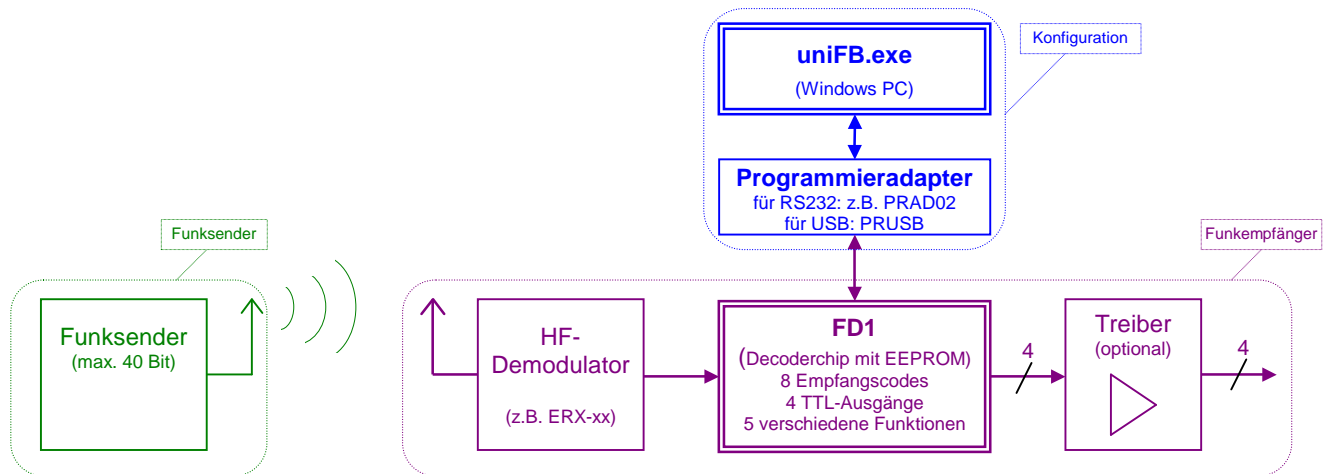 uniFB.exe
(Windows PC)
Konfiguration
Programmieradapter
für RS232: z.B. PRAD02
für USB: PRUSB
Funksender
Funkempfänger
Funksender
(max. 40 Bit)
HF-
Demodulator
(z.B. ERX-xx)
FD1
(Decoderchip mit EEPROM)
8 Empfangscodes
4 TTL-Ausgänge
5 verschiedene Funktionen
4
Treiber
(optional)
4